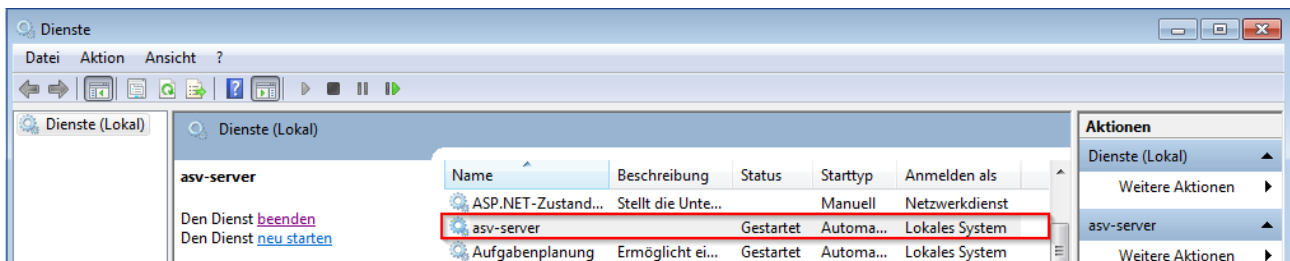 Dienste
Datei Aktion Ansicht ?
Dienste (Lokal)
Dienste (Lokal)
asv-server
Den Dienst beenden
Den Dienst neu starten
Name Beschreibung Status Starttyp Anmelden als
ASP.NET-Zustand... Stellt die Unte... Manuell Netzwerkdienst
asv-server Gestartet Automa... Lokales System
Aufgabenplanung Ermöglicht ei... Gestartet Automa... Lokales System
Aktionen
Dienste (Lokal)
Weitere Aktionen
asv-server
Weitere Aktionen